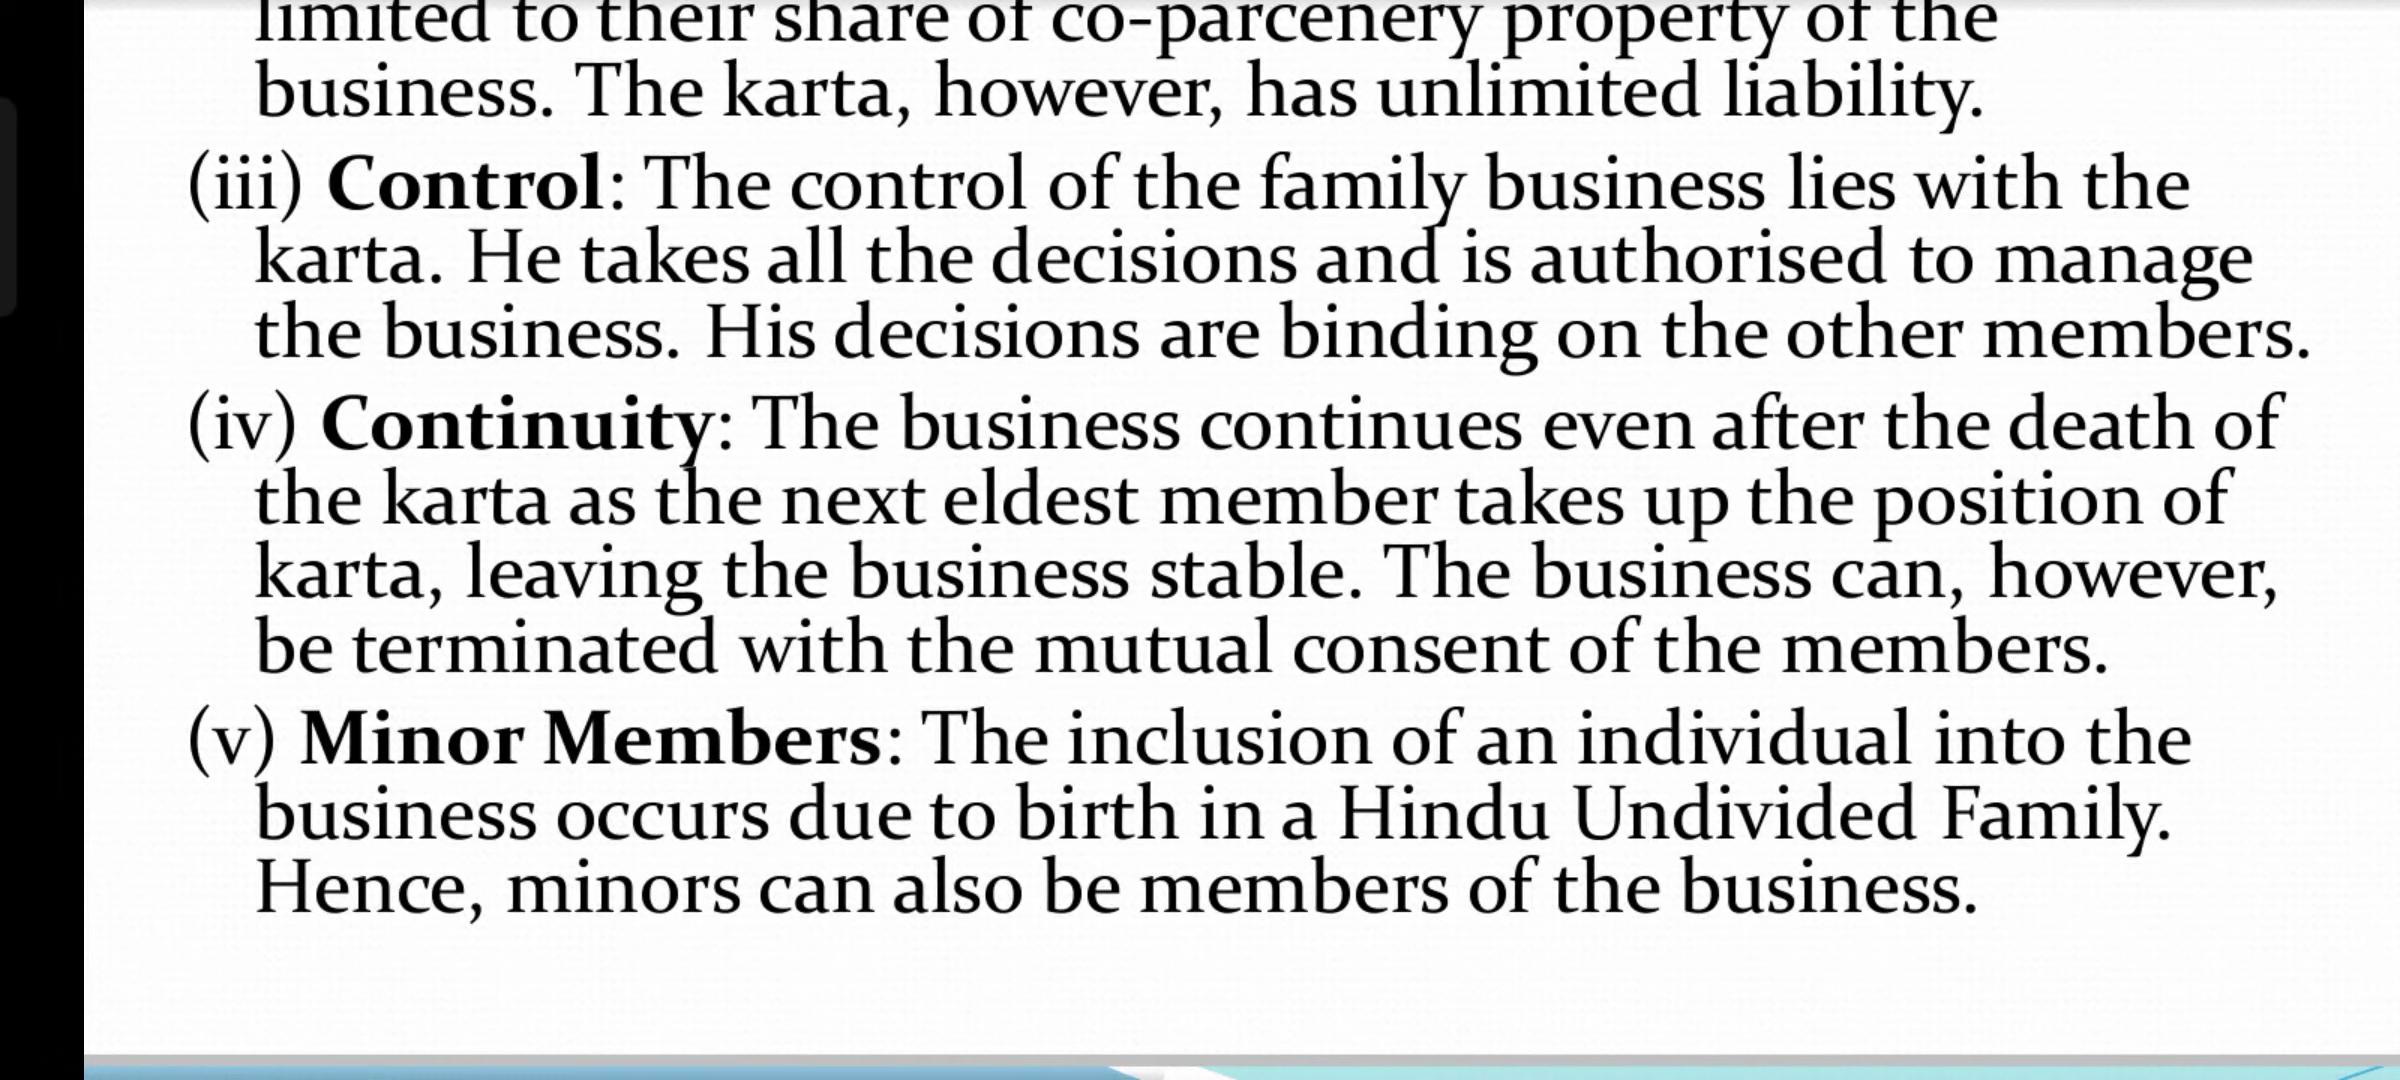 limited to their share of co-parcenery property of the
business. The karta, however, has unlimited liability.
(iii) Control: The control of the family business lies with the
karta. He takes all the decisions and is authorised to manage
the business. His decisions are binding on the other members.
(iv) Continuity: The business continues even after the death of
the karta as the next eldest member takes up the position of
karta, leaving the business stable. The business can, however,
be terminated with the mutual consent of the members.
(v) Minor Members: The inclusion of an individual into the
business occurs due to birth in a Hindu Undivided Family.
Hence, minors can also be members of the business.